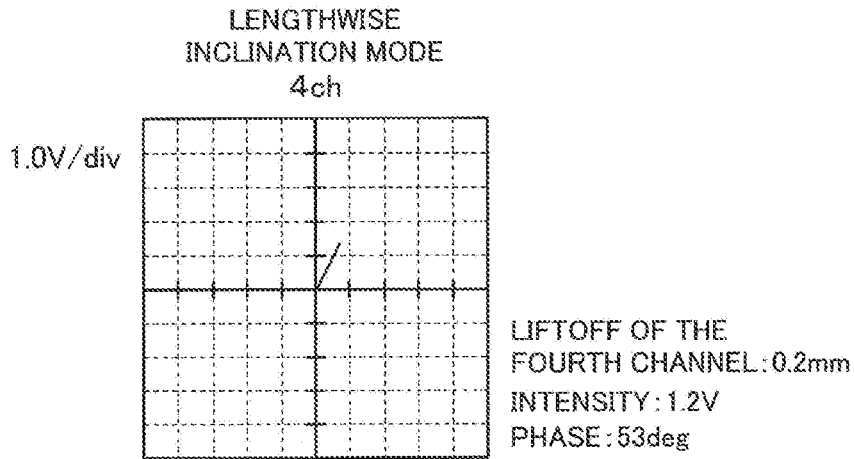 LENGTHWISE
INCLINATION MODE
4ch
1.0V/div
LIFTOFF OF THE
FOURTH CHANNEL:0.2mm
INTENSITY:1.2V
PHASE:53deg